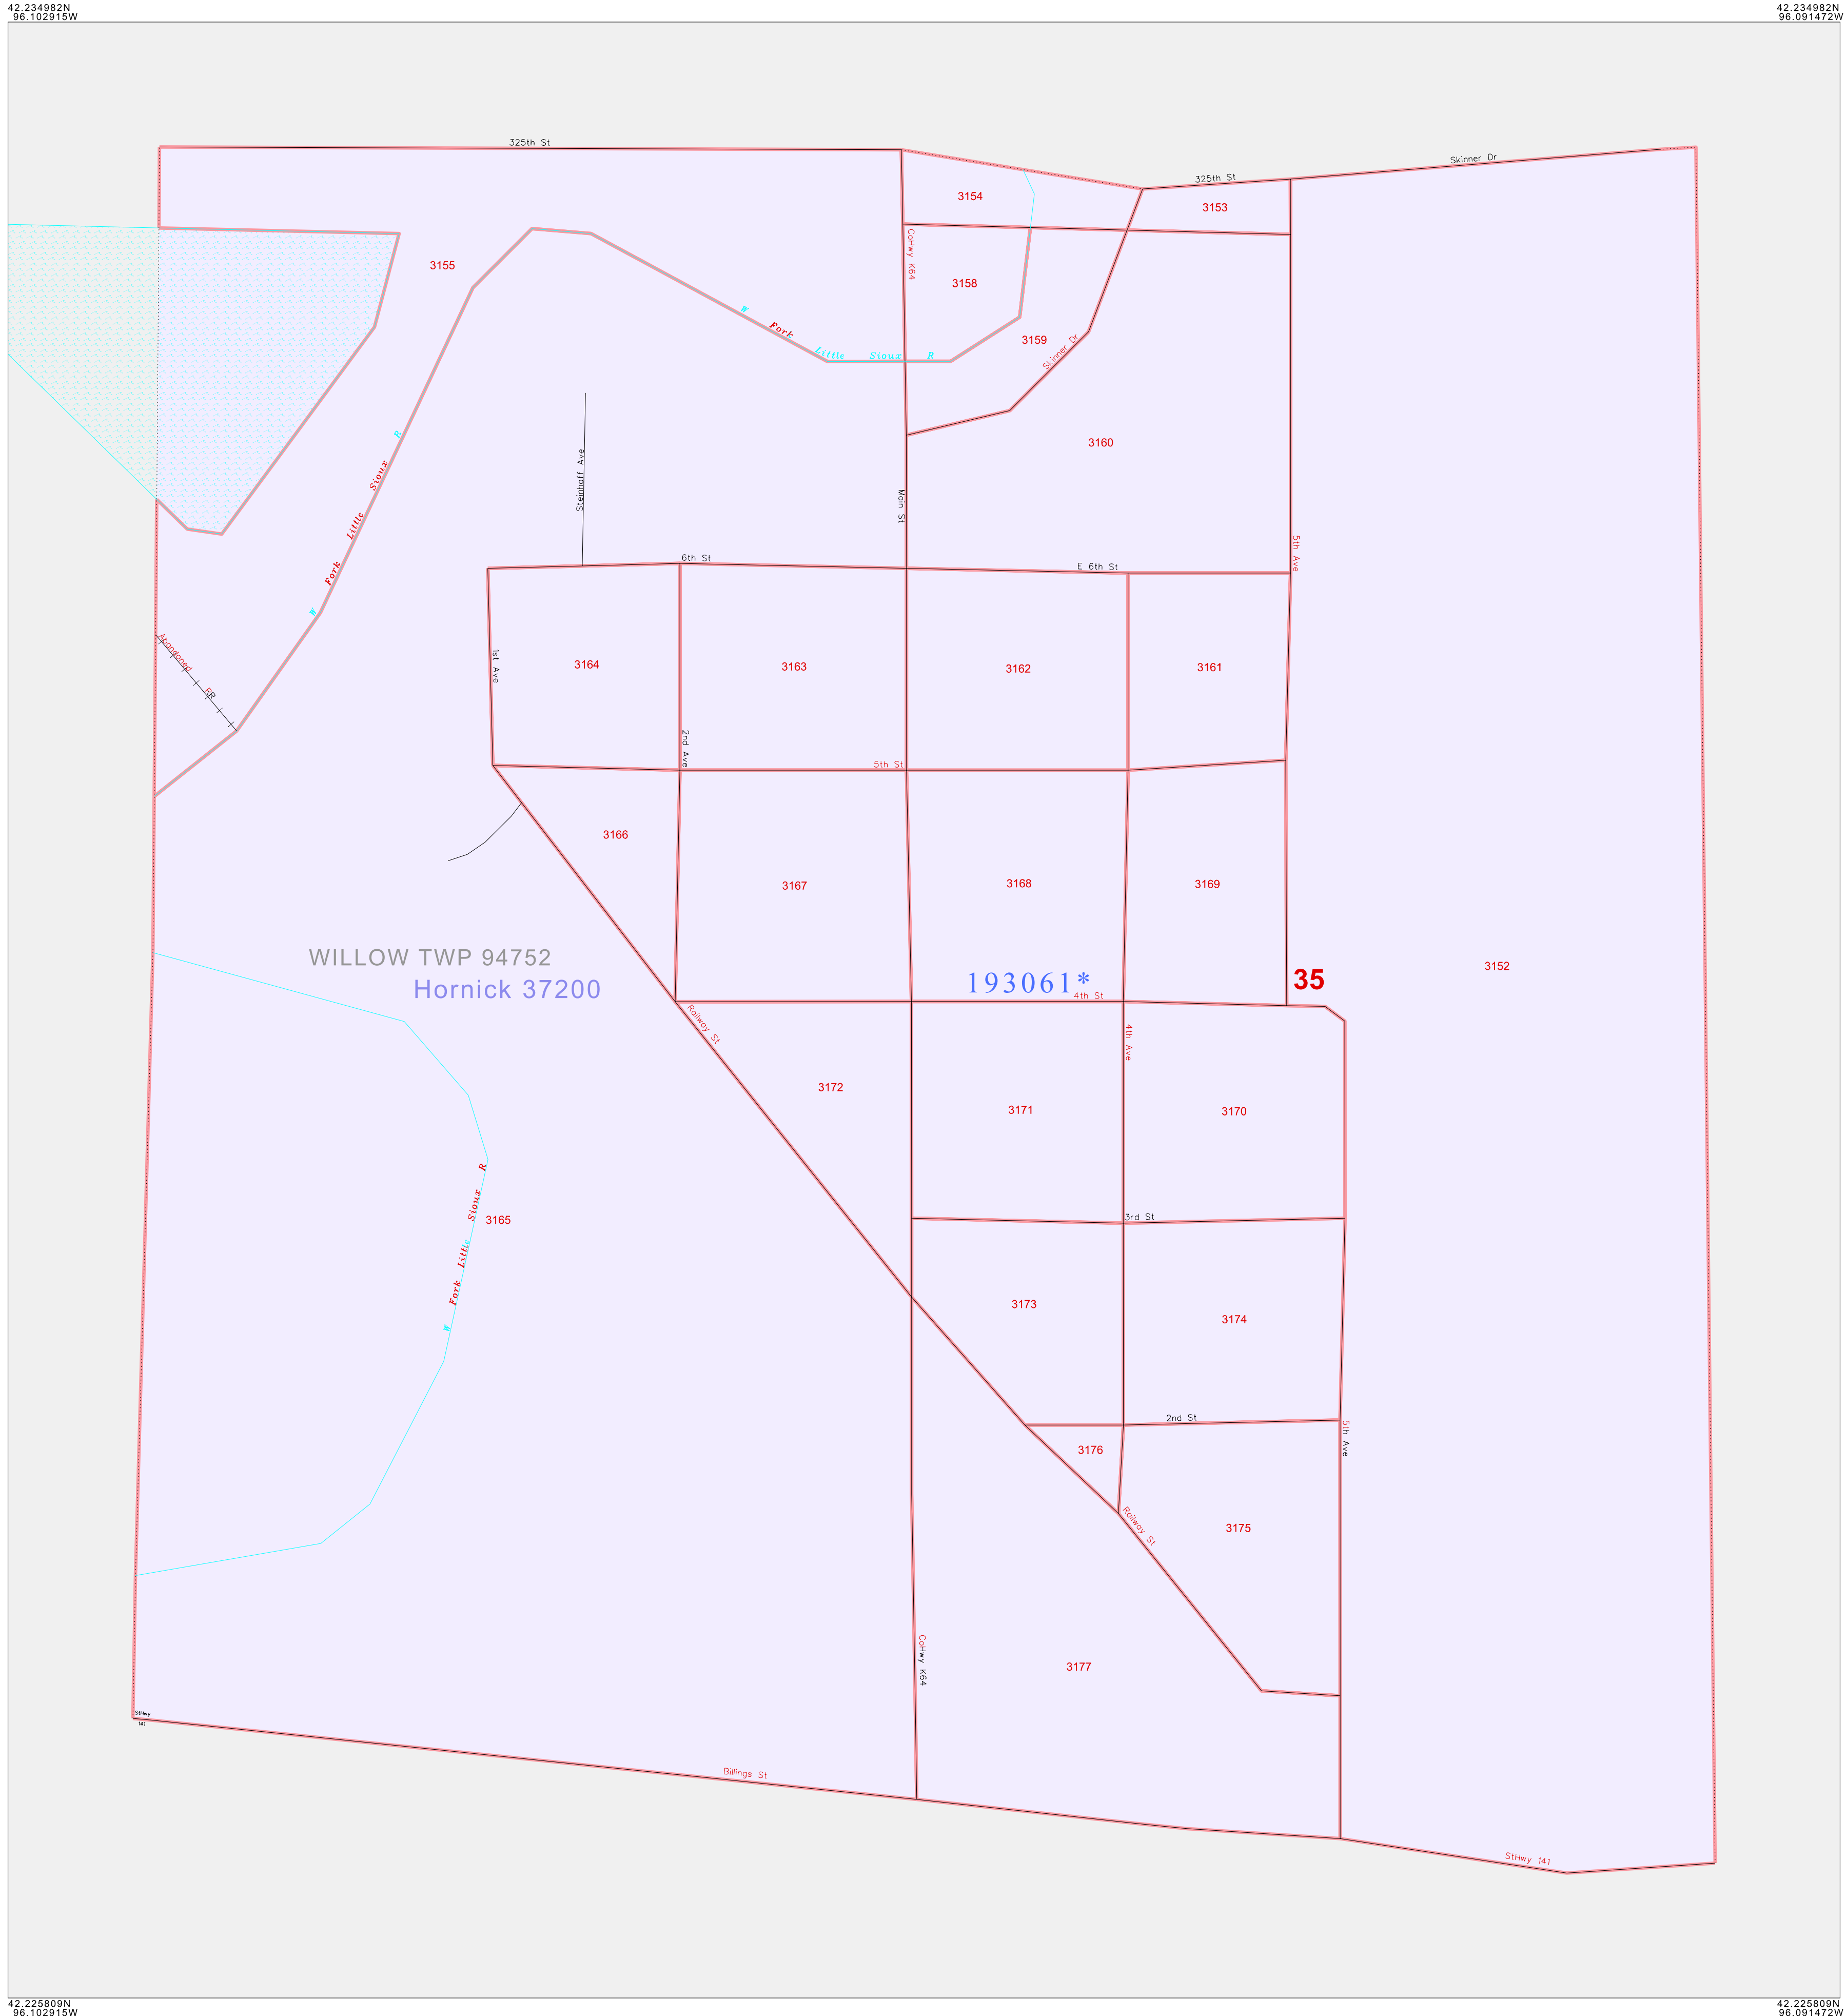 42.234982N
96.102915W
42.234982N
96.091472W
325th St
Skinner Dr
325th St
3154
3153
CoHwy K64
3155
3158
W Fork Little Sioux R
3159
Skinner Dr
W Fork Little Sioux R
3160
Steinhoff Ave
Main St
5th Ave
6th St
E 6th St
Abandoned RR
1st Ave
3164
3163
3162
3161
2nd Ave
5th St
3166
3167
3168
3169
WILLOW TWP 94752
Hornick 37200
193061*
35
3152
4th St
Railway St
4th Ave
3172
3171
3170
W Fork Little Sioux R
3165
3rd St
3173
3174
2nd St
5th Ave
3176
Railway St
3175
CoHwy K64
3177
StHwy
141
Billings St
StHwy 141
42.225809N
96.102915W
42.225809N
96.091472W